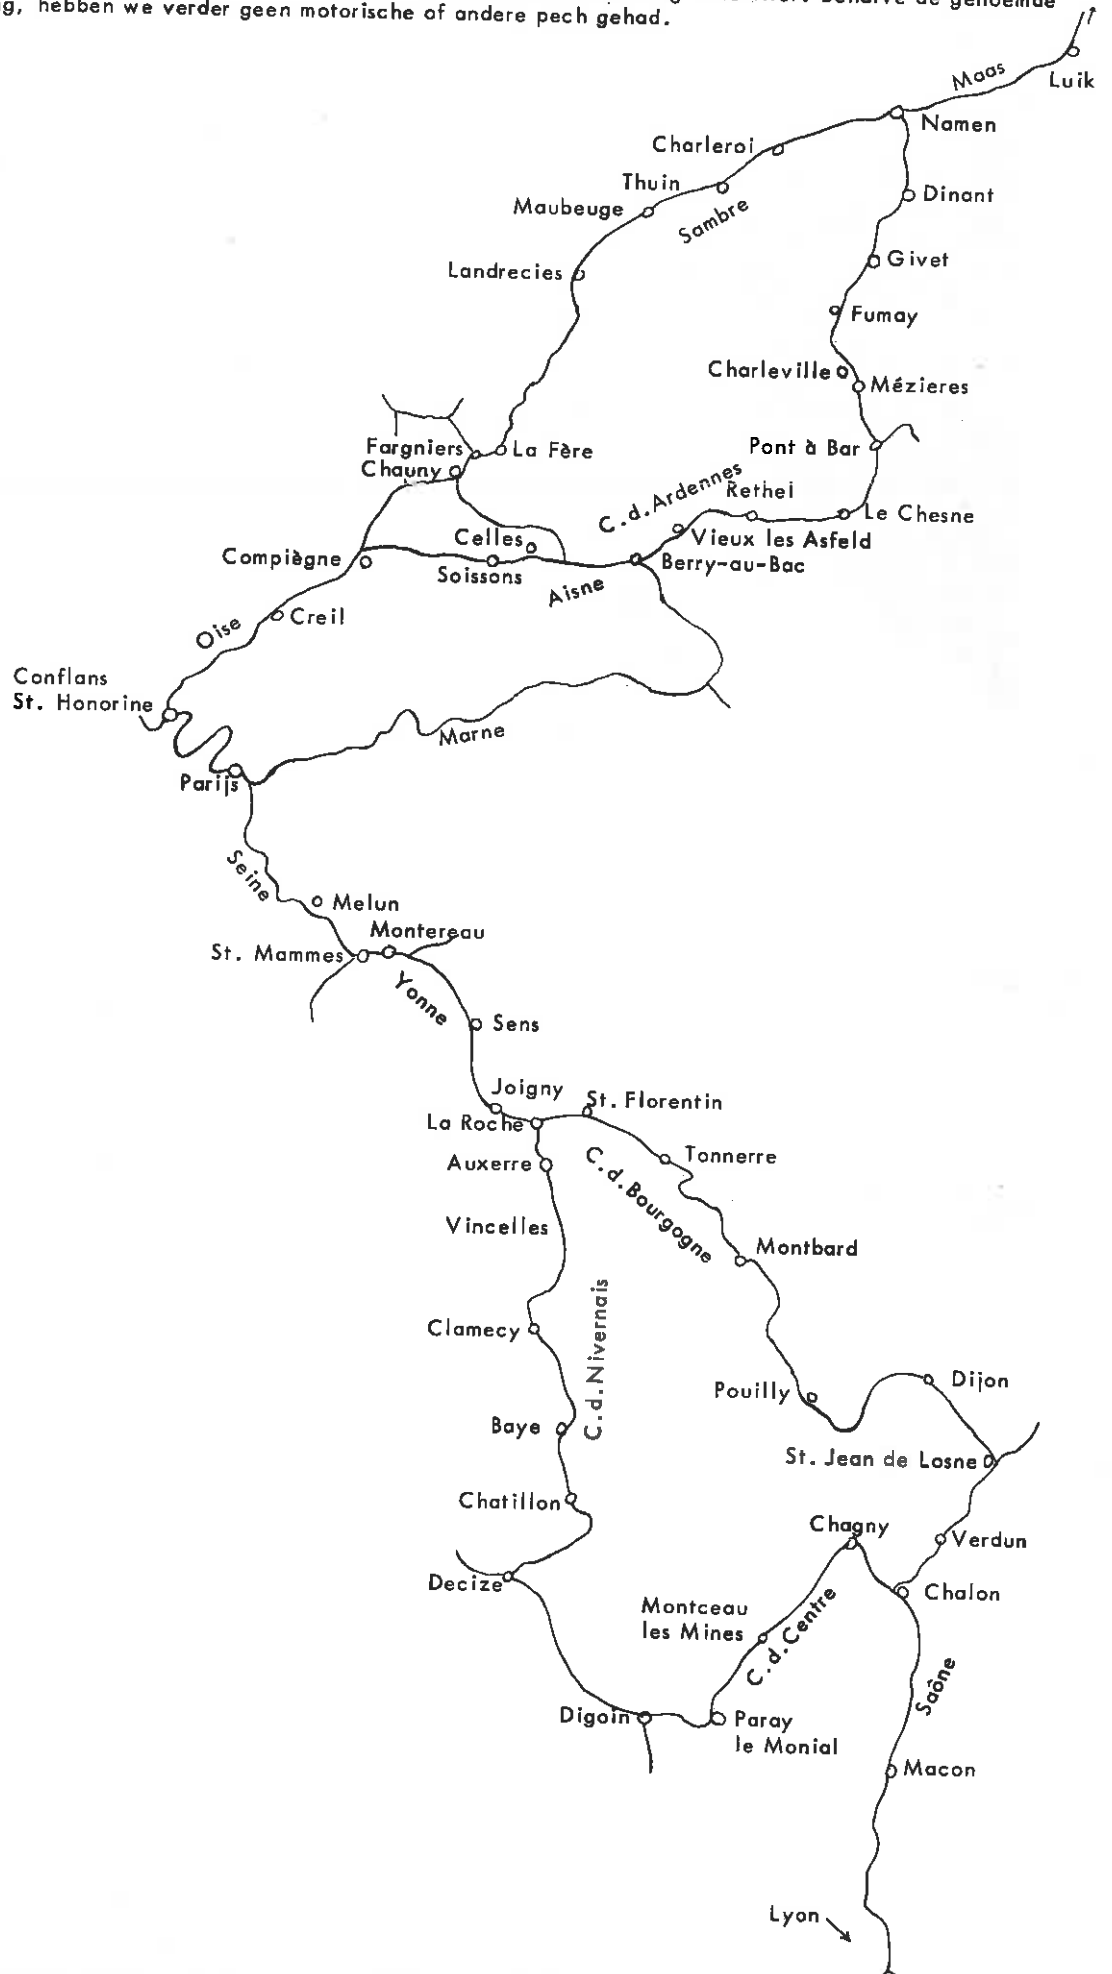 hebben we verder geen motorische of andere pech gehad.
Maas
Luik
Namen
Charleroi
Thuin
Dinant
Maubeuge
Sambre
Givet
Landrecies
Fumay
Charleville
Mézieres
Fargniers
La Fère
Pont à Bar
Chauny
C.d.Ardennes
Rethel
Le Chesne
Celles
Vieux les Asfeld
Compiègne
Soissons
Berry-au-Bac
Aisne
Creil
Oise
Conflans
St. Honorine
Marne
Parijs
Seine
Melun
Montereau
St. Mammes
Yonne
Sens
Joigny
St. Florentin
La Roche
Auxerre
Tonnerre
C.d.Bourgogne
Vincelles
Montbard
Clamecy
C.d.Nivernais
Pouilly
Dijon
Baye
St. Jean de Losne
Chatillon
Chagny
Verdun
Decize
Chalon
Montceau
les Mines
C.d.Centre
Saône
Digoin
Paray
le Monial
Macon
Lyon